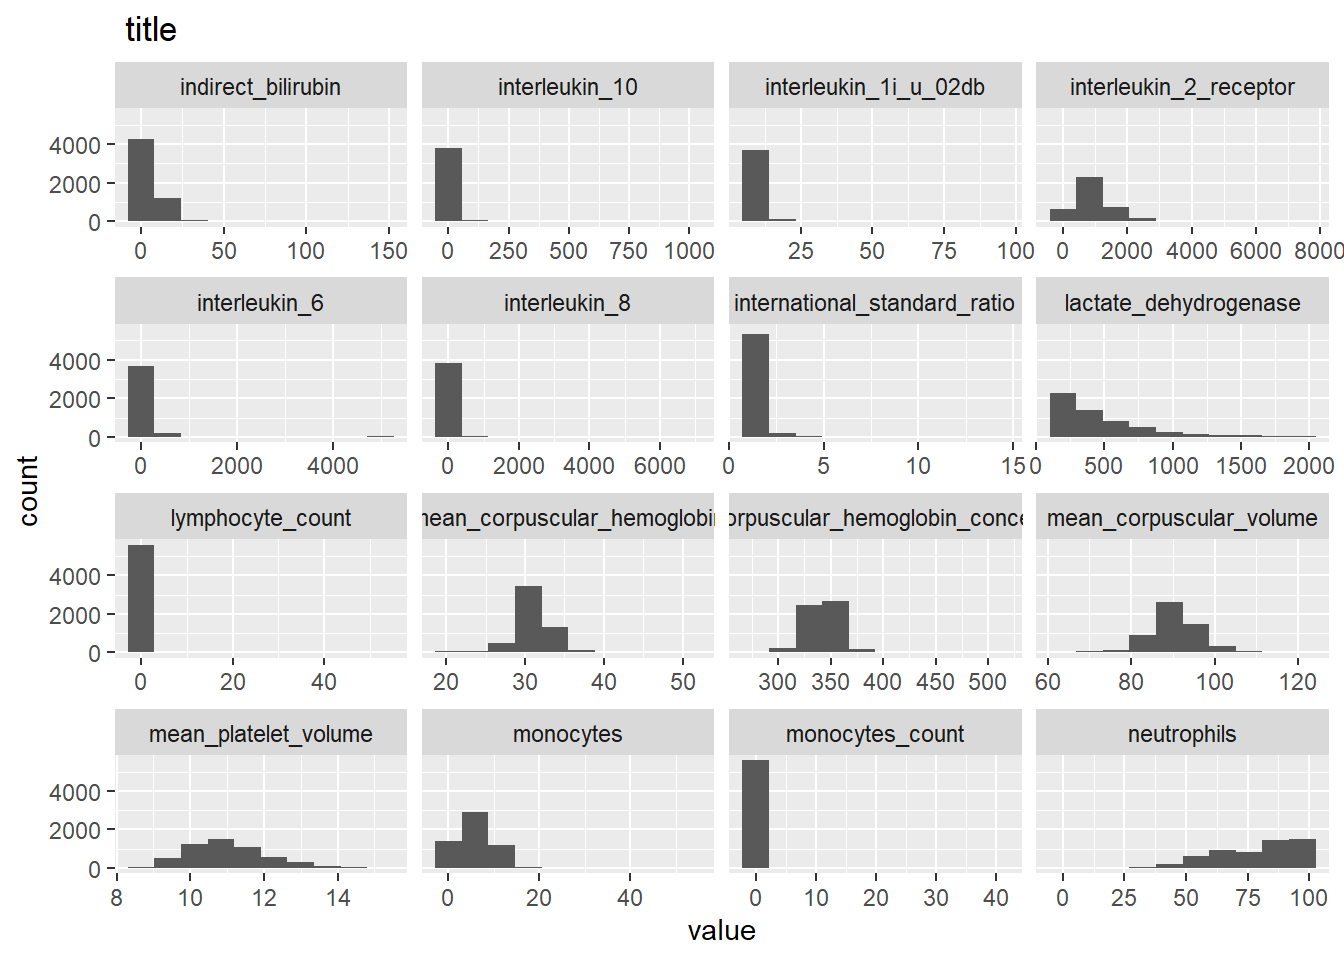 title
indirect_bilirubin interleukin_10 interleukin_1i_u_02db interleukin_2_receptor
4000
2000
0
0 50 100 150 0 250 500 750 1000 25 50 75 100 0 2000 4000 6000 8000
interleukin_6 interleukin_8 international_standard_ratio lactate_dehydrogenase
4000
2000
0
0 2000 4000 0 2000 4000 6000 0 5 10 15 0 500 1000 1500 2000
lymphocyte_count mean_corpuscular_hemoglobin orpuscular_hemoglobin_conce mean_corpuscular_volume
4000
2000
0
0 20 40 20 30 40 50 300 350 400 450 500 60 80 100 120
mean_platelet_volume monocytes monocytes_count neutrophils
4000
2000
0
8 10 12 14 0 20 40 0 10 20 30 40 0 25 50 75 100
count
value